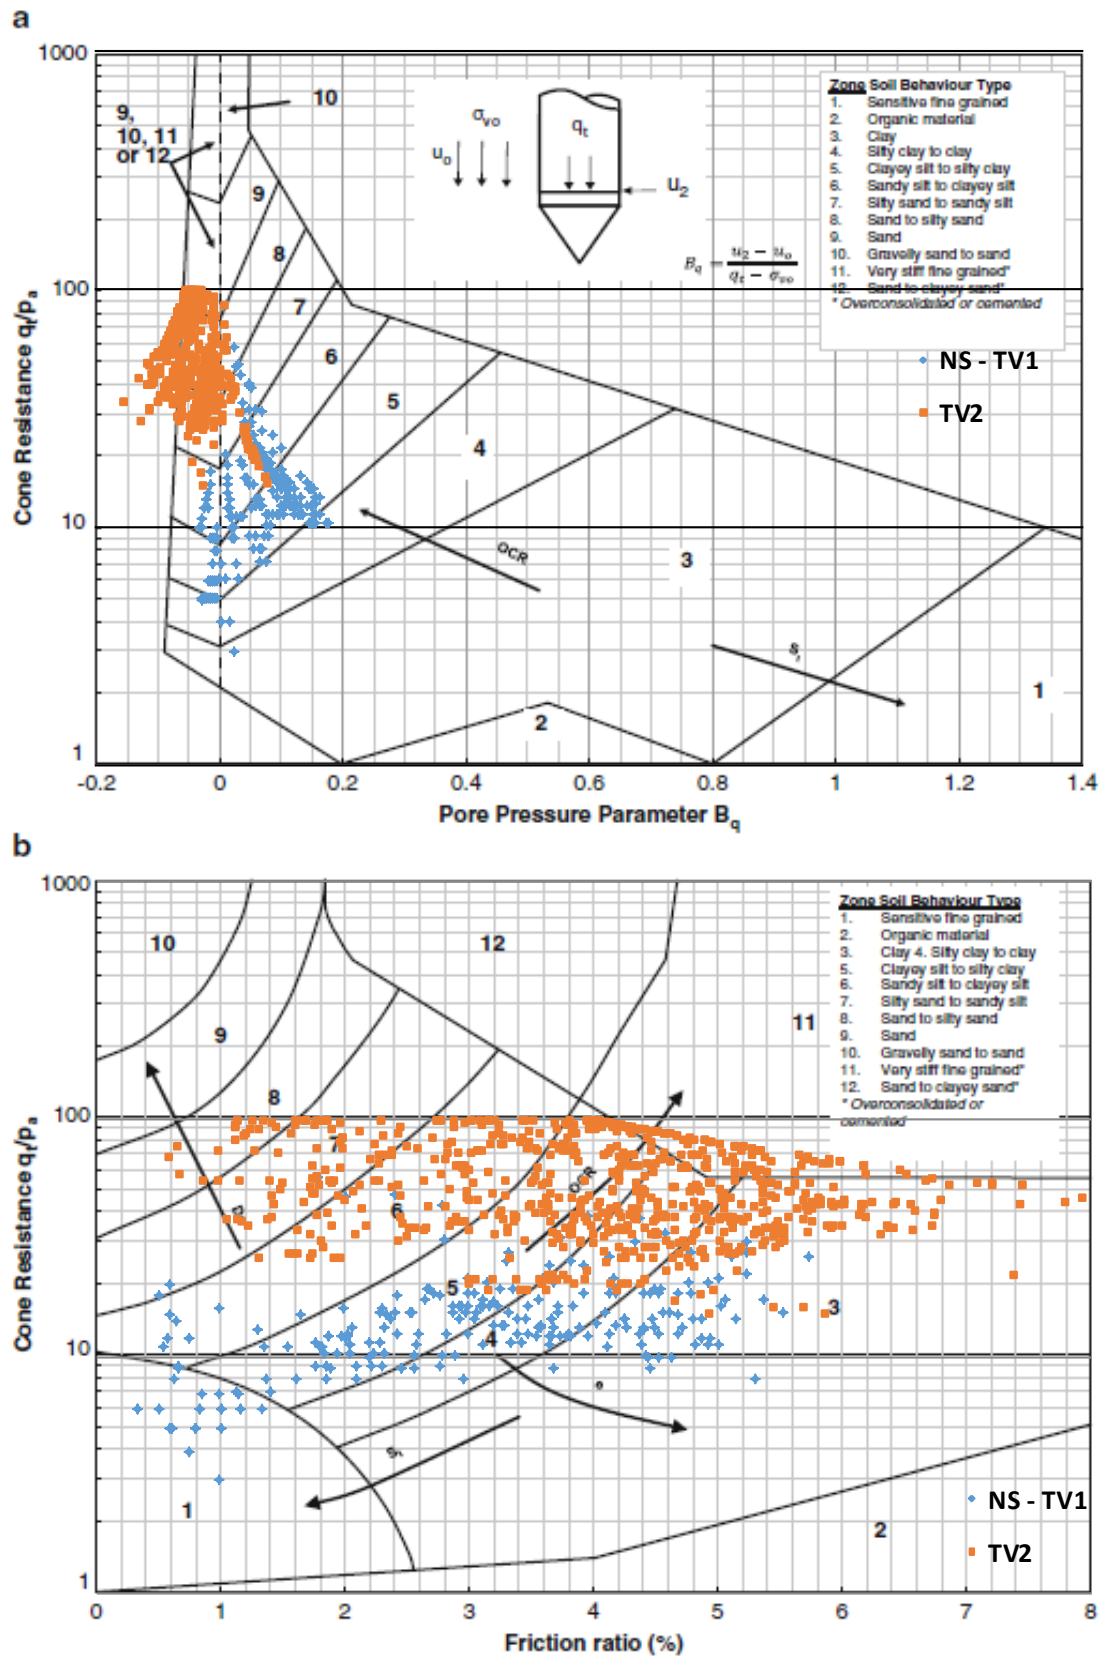 a
1000
100
10
1
Cone Resistance qt/pa
9,
10, 11
or 12
10
9
8
7
6
5
4
3
2
1
σvo
uo
qt
u2
Bq = u2 − uo / qt − σvo
Zone Soil Behaviour Type
1. Sensitive fine grained
2. Organic material
3. Clay
4. Silty clay to clay
5. Clayey silt to silty clay
6. Sandy silt to clayey silt
7. Silty sand to sandy silt
8. Sand to silty sand
9. Sand
10. Gravelly sand to sand
11. Very stiff fine grained*
12. Sand to clayey sand*
* Overconsolidated or cemented
NS - TV1
TV2
OCR
St
-0.2 0 0.2 0.4 0.6 0.8 1 1.2 1.4
Pore Pressure Parameter Bq
b
1000
100
10
1
Cone Resistance qt/pa
10
9
8
7
6
5
4
3
12
11
1
2
OCR
e
St
Zone Soil Behaviour Type
1. Sensitive fine grained
2. Organic material
3. Clay 4. Silty clay to clay
5. Clayey silt to silty clay
6. Sandy silt to clayey silt
7. Silty sand to sandy silt
8. Sand to silty sand
9. Sand
10. Gravelly sand to sand
11. Very stiff fine grained*
12. Sand to clayey sand*
* Overconsolidated or
cemented
NS - TV1
TV2
0 1 2 3 4 5 6 7 8
Friction ratio (%)